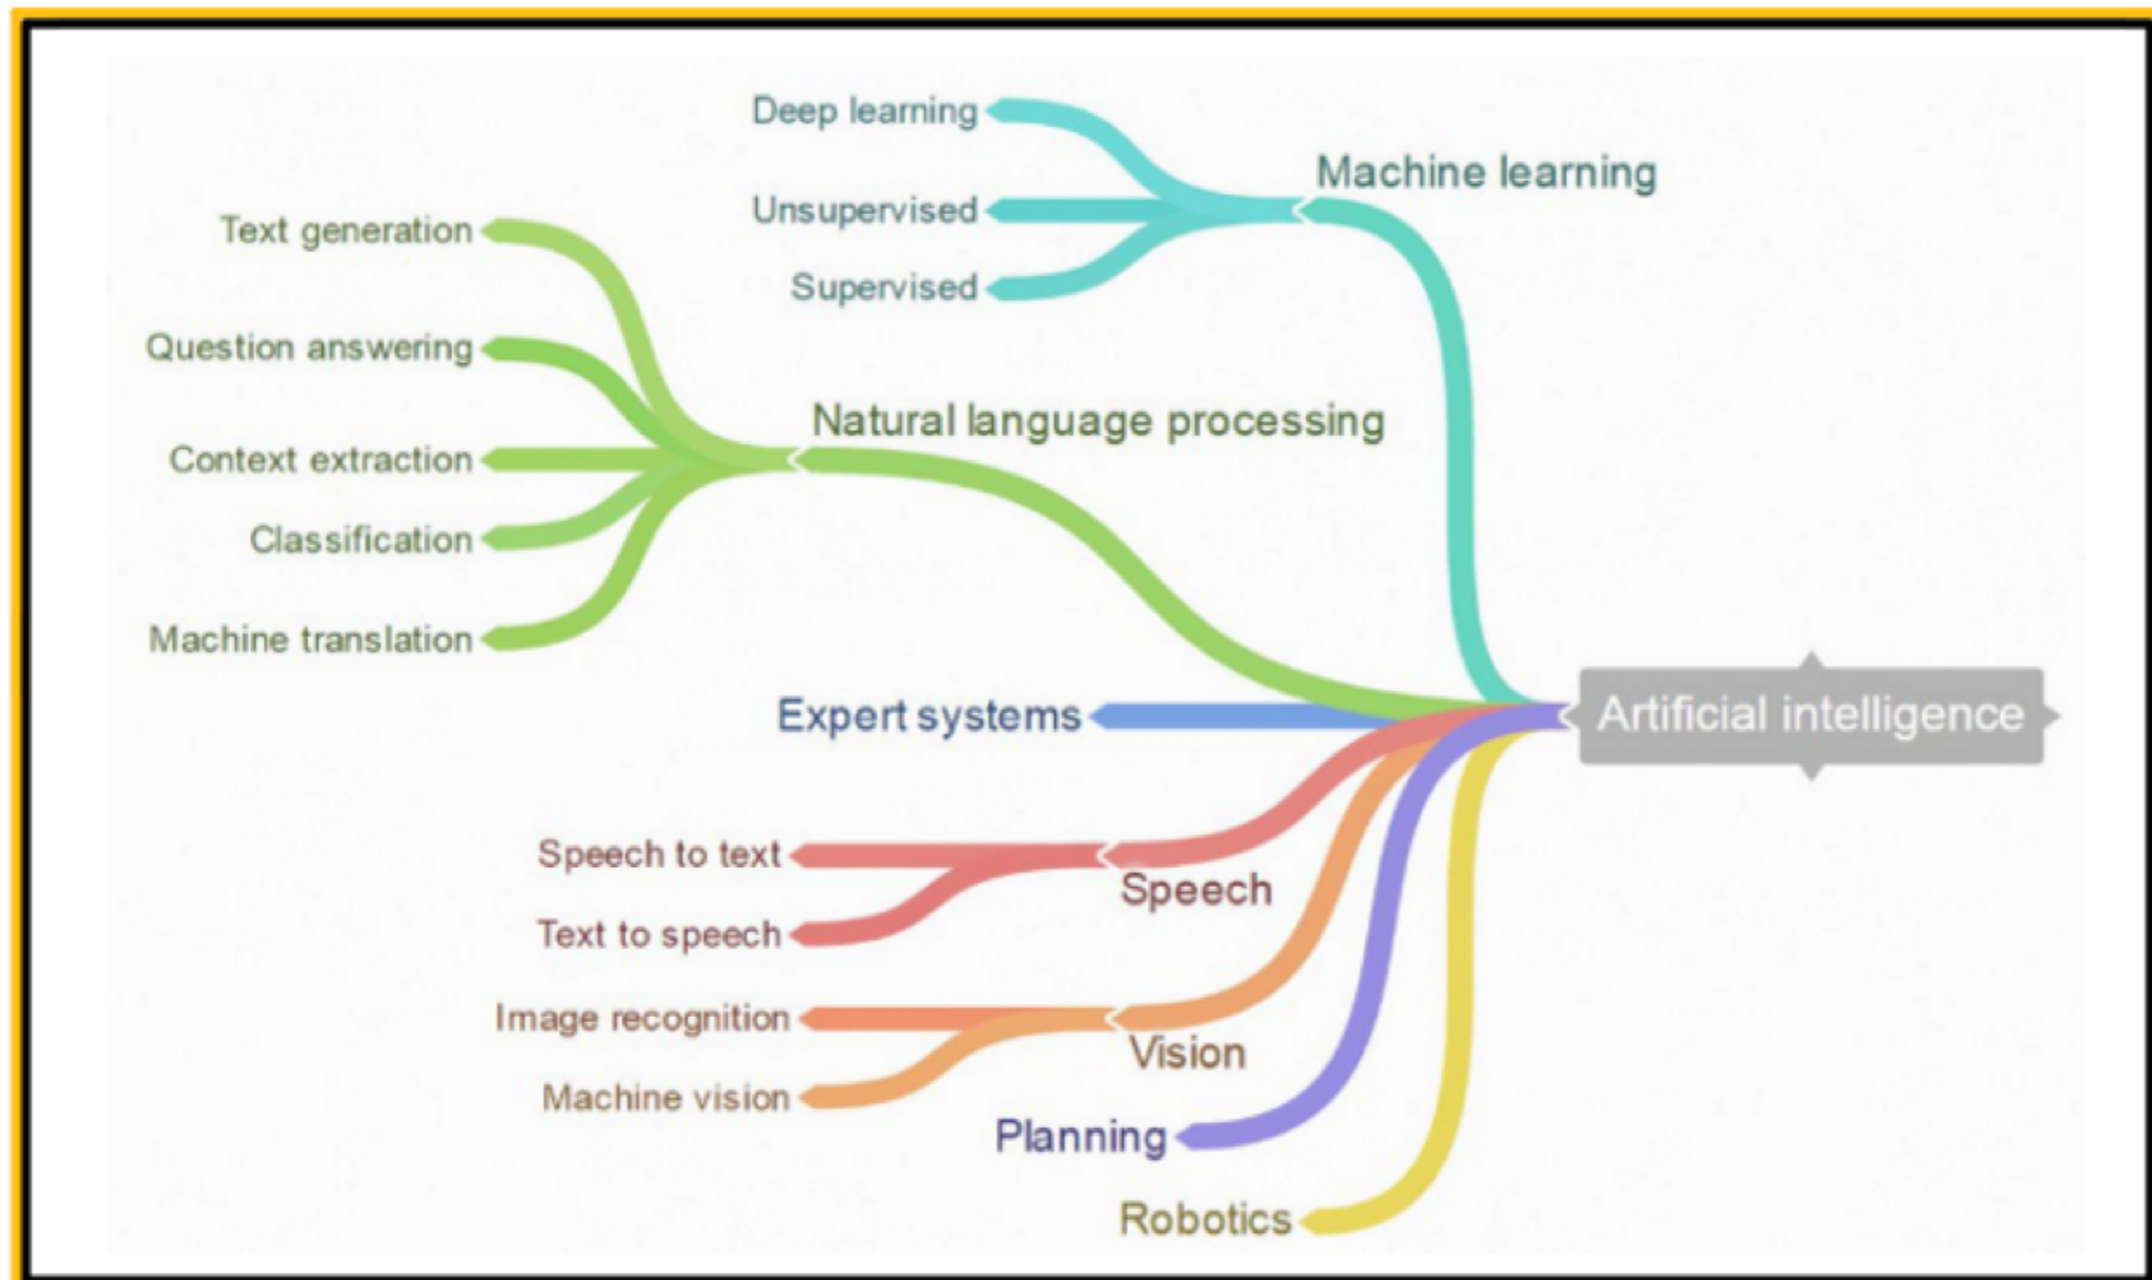 Deep learning
Machine learning
Unsupervised
Text generation
Supervised
Question answering
Natural language processing
Context extraction
Classification
Machine translation
Expert systems
Artificial intelligence
Speech to text
Speech
Text to speech
Image recognition
Vision
Machine vision
Planning
Robotics